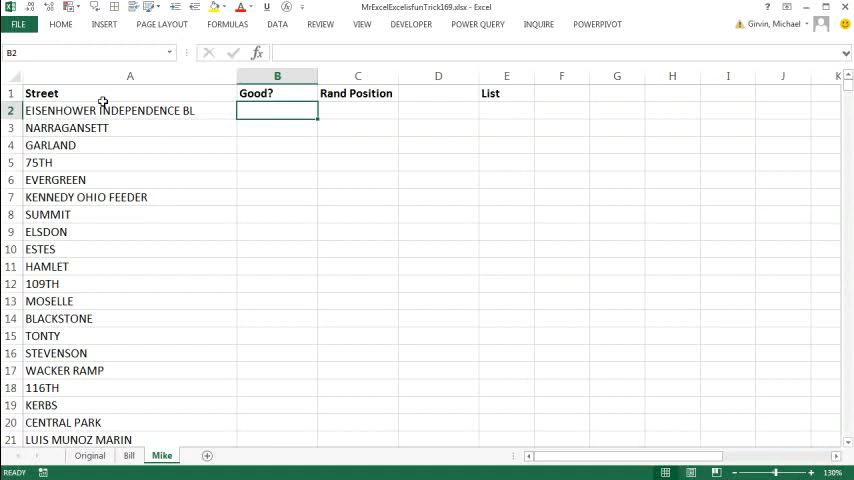 MrExcelExcelisfunTrick169.xlsx - Excel
FILE HOME INSERT PAGE LAYOUT FORMULAS DATA REVIEW VIEW DEVELOPER POWER QUERY INQUIRE POWERPIVOT Girvin, Michael
B2 fx
A B C D E F G H I J K
1 Street Good? Rand Position List
2 EISENHOWER INDEPENDENCE BL
3 NARRAGANSETT
4 GARLAND
5 75TH
6 EVERGREEN
7 KENNEDY OHIO FEEDER
8 SUMMIT
9 ELSDON
10 ESTES
11 HAMLET
12 109TH
13 MOSELLE
14 BLACKSTONE
15 TONTY
16 STEVENSON
17 WACKER RAMP
18 116TH
19 KERBS
20 CENTRAL PARK
21 LUIS MUNOZ MARIN
Original Bill Mike
READY 130%